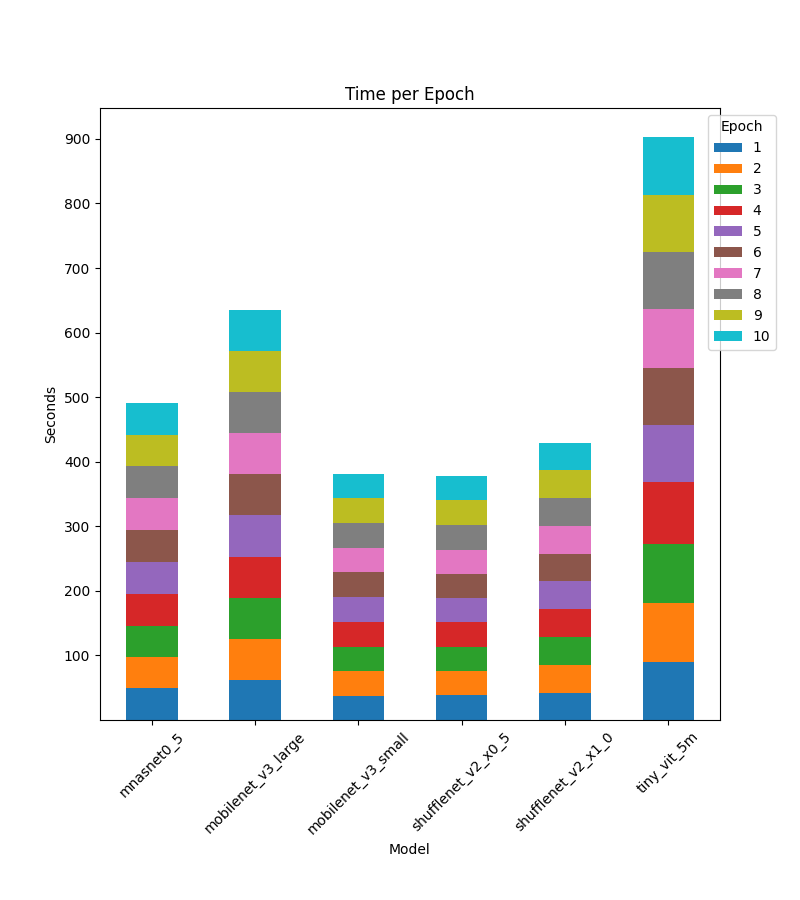 Time per Epoch
Epoch
1
2
3
4
5
6
7
8
9
10
900
800
700
600
500
400
300
200
100
Seconds
mnasnet0_5
mobilenet_v3_large
mobilenet_v3_small
shufflenet_v2_x0_5
shufflenet_v2_x1_0
tiny_vit_5m
Model